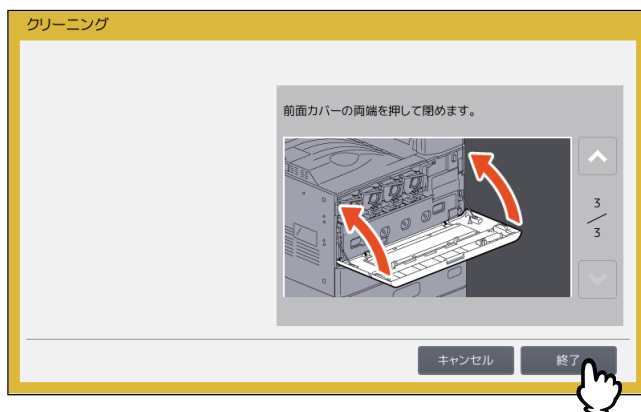 クリーニング
前面カバーの両端を押して閉めます。
3
3
キャンセル
終了